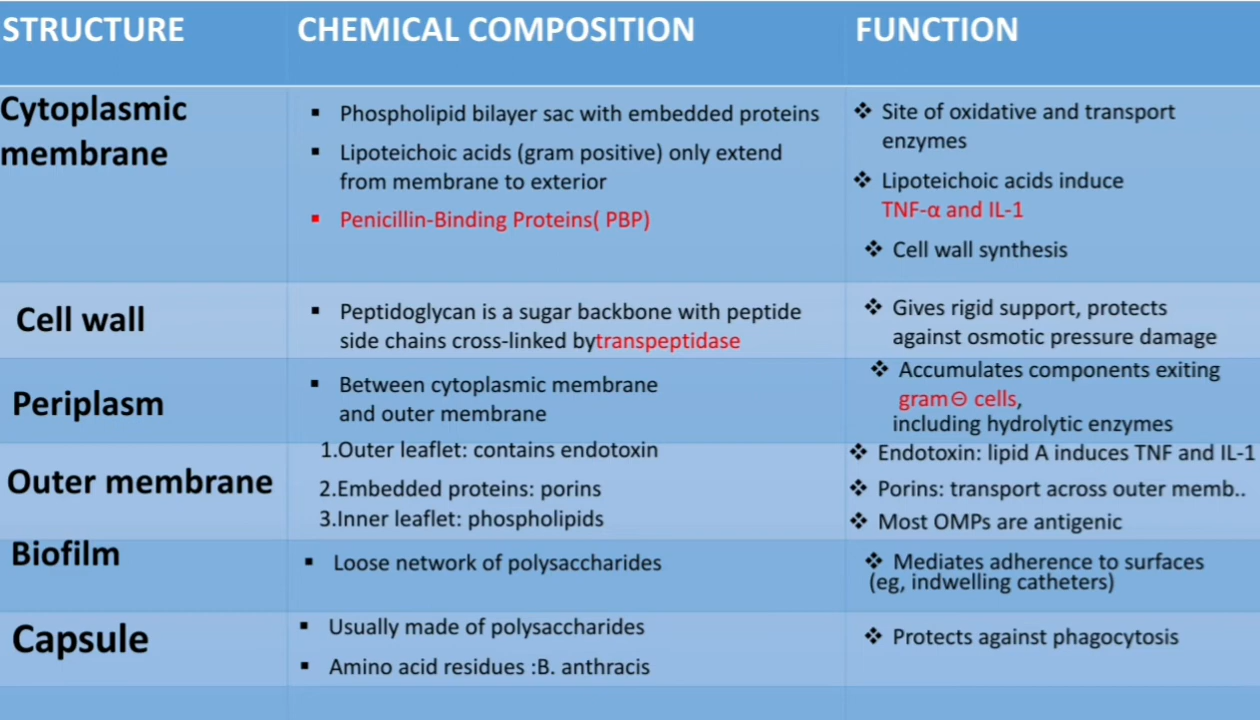 STRUCTURE CHEMICAL COMPOSITION FUNCTION
Cytoplasmic
membrane
▪ Phospholipid bilayer sac with embedded proteins
▪ Lipoteichoic acids (gram positive) only extend
from membrane to exterior
▪ Penicillin-Binding Proteins( PBP)
❖ Site of oxidative and transport
enzymes
❖ Lipoteichoic acids induce
TNF-α and IL-1
❖ Cell wall synthesis
Cell wall
▪ Peptidoglycan is a sugar backbone with peptide
side chains cross-linked bytranspeptidase
❖ Gives rigid support, protects
against osmotic pressure damage
Periplasm
▪ Between cytoplasmic membrane
and outer membrane
❖ Accumulates components exiting
gram⊝ cells,
including hydrolytic enzymes
Outer membrane
1.Outer leaflet: contains endotoxin
2.Embedded proteins: porins
3.Inner leaflet: phospholipids
❖ Endotoxin: lipid A induces TNF and IL-1
❖ Porins: transport across outer memb..
❖ Most OMPs are antigenic
Biofilm
▪ Loose network of polysaccharides
❖ Mediates adherence to surfaces
(eg, indwelling catheters)
Capsule
▪ Usually made of polysaccharides
▪ Amino acid residues :B. anthracis
❖ Protects against phagocytosis